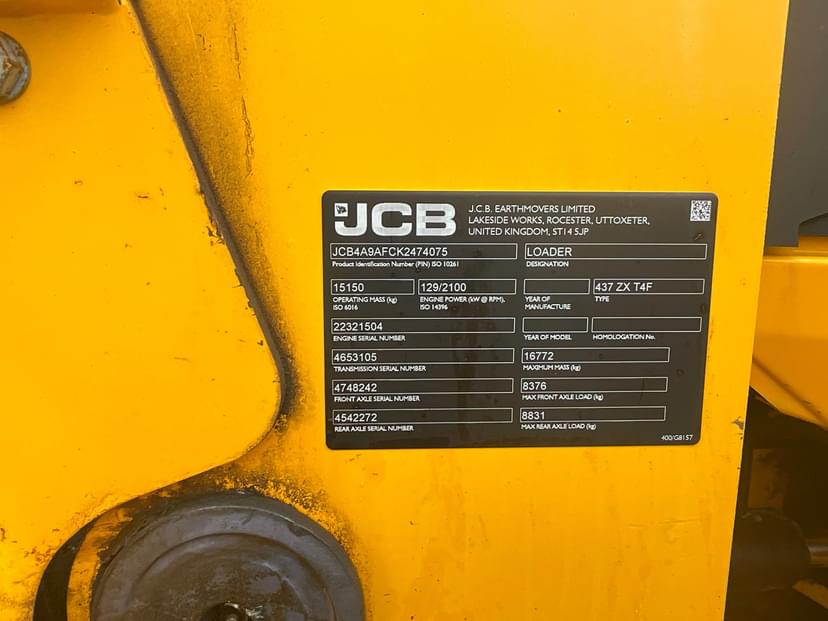 JCB
J.C.B. EARTHMOVERS LIMITED
LAKESIDE WORKS, ROCESTER, UTTOXETER,
UNITED KINGDOM, ST14 5JP
JCB4A9AFCK2474075
Product Identification Number (PIN) ISO 10261
LOADER
DESIGNATION
15150
OPERATING MASS (kg)
ISO 6016
129/2100
ENGINE POWER (kW @ RPM),
ISO 14396
YEAR OF
MANUFACTURE
437 ZX T4F
TYPE
22321504
ENGINE SERIAL NUMBER
YEAR OF MODEL
HOMOLOGATION No.
4653105
TRANSMISSION SERIAL NUMBER
16772
MAXIMUM MASS (kg)
4748242
FRONT AXLE SERIAL NUMBER
8376
MAX FRONT AXLE LOAD (kg)
4542272
REAR AXLE SERIAL NUMBER
8831
MAX REAR AXLE LOAD (kg)
400/G8157